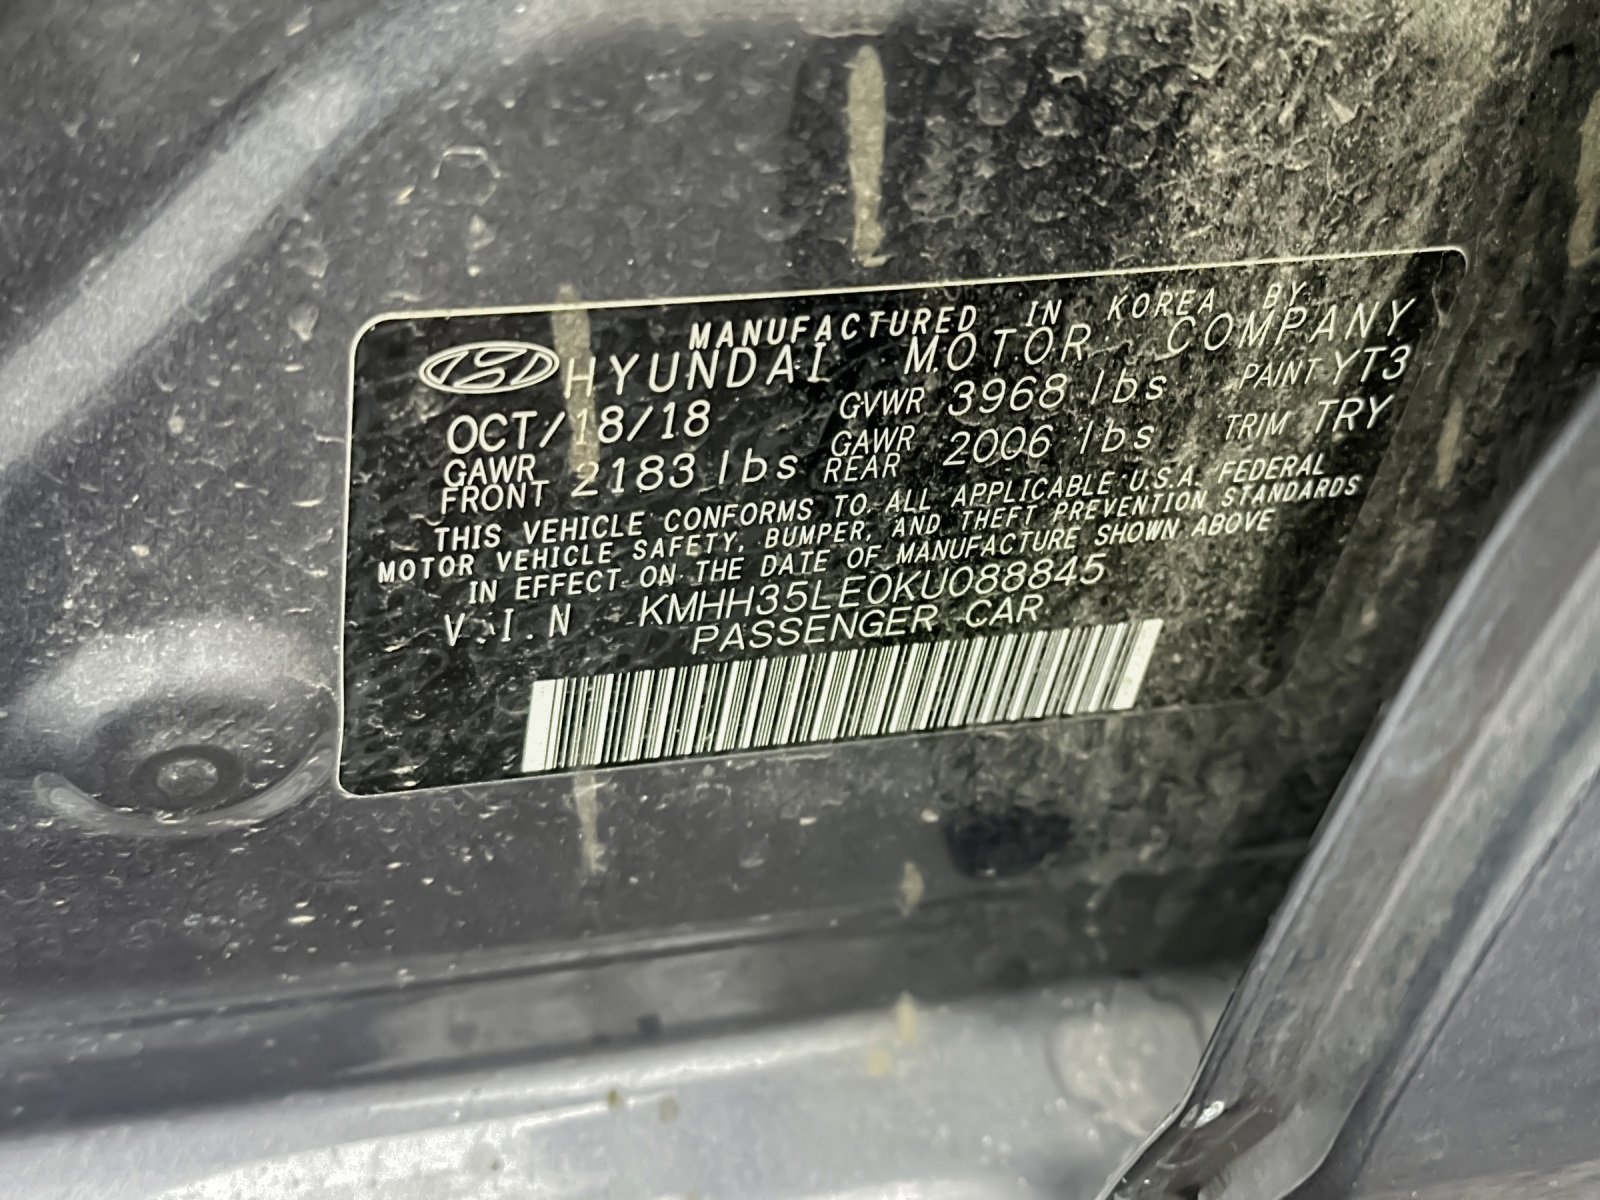 MANUFACTURED IN KOREA BY
HYUNDAI MOTOR COMPANY
OCT/18/18 GVWR 3968 lbs PAINT YT3
GAWR FRONT 2183 lbs GAWR REAR 2006 lbs TRIM TRY
THIS VEHICLE CONFORMS TO ALL APPLICABLE U.S.A. FEDERAL
MOTOR VEHICLE SAFETY, BUMPER, AND THEFT PREVENTION STANDARDS
IN EFFECT ON THE DATE OF MANUFACTURE SHOWN ABOVE
V.I.N KMHH35LE0KU088845
PASSENGER CAR